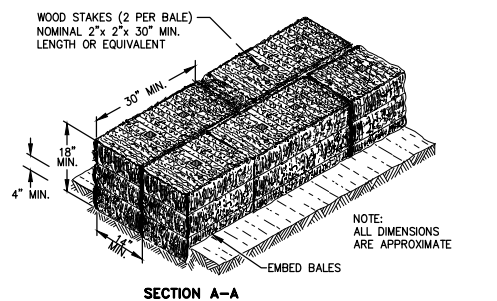 WOOD STAKES (2 PER BALE)
NOMINAL 2"x 2"x 30" MIN.
LENGTH OR EQUIVALENT
30" MIN.
18"
MIN.
4" MIN.
14"
MIN.
NOTE:
ALL DIMENSIONS
ARE APPROXIMATE
EMBED BALES
SECTION A-A